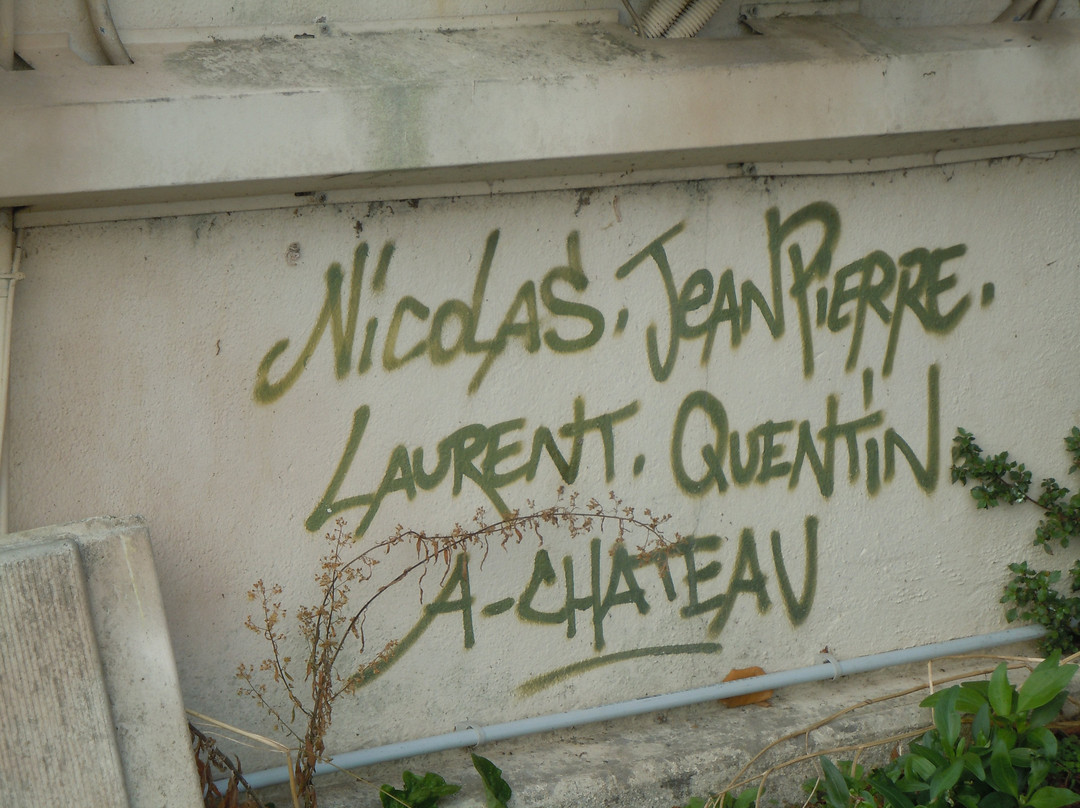 NicoLAS. JeANPiERRE.
LAURENT. QUENTiN
A-CHATEAU